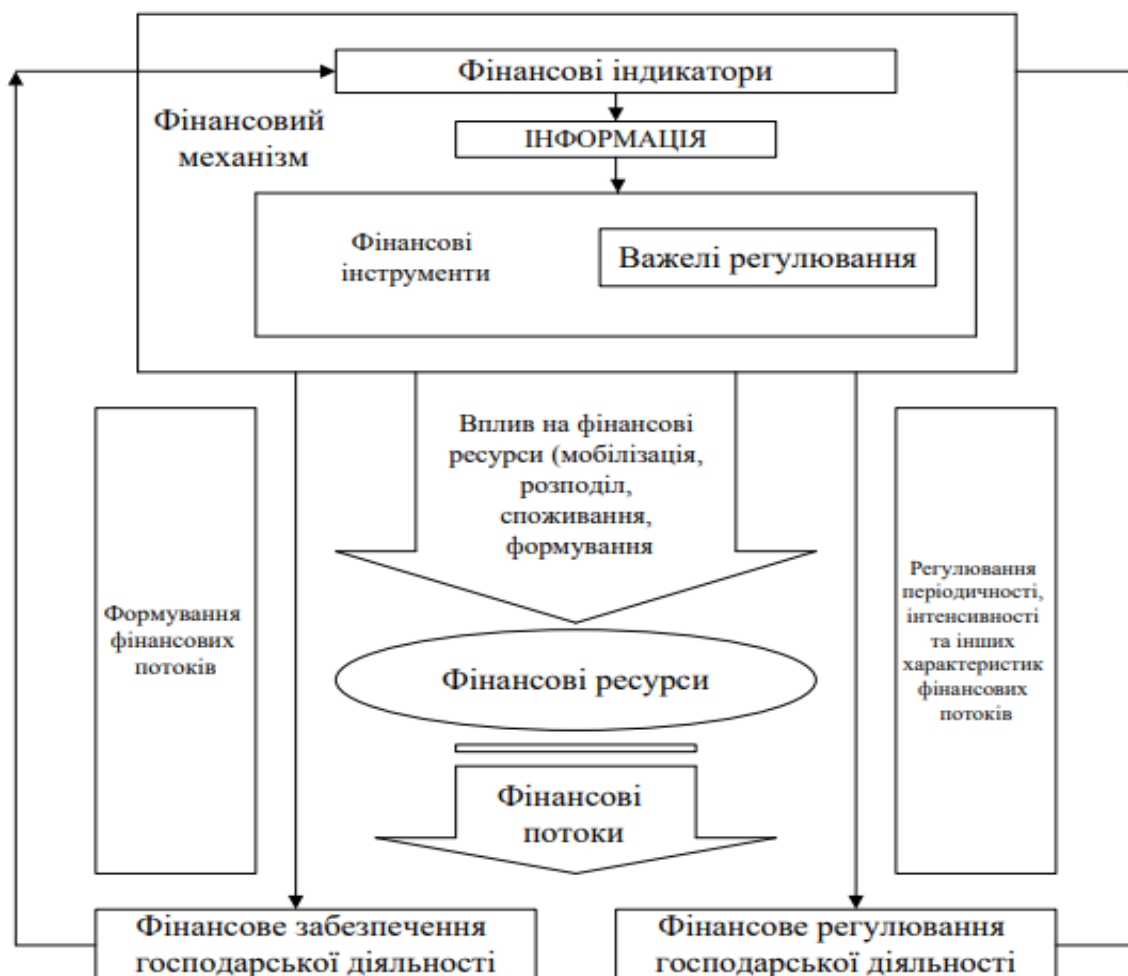 Фінансові індикатори
Фінансовий
механізм
ІНФОРМАЦІЯ
Фінансові
інструменти
Важелі регулювання
Вплив на фінансові
ресурси (мобілізація,
розподіл,
споживання,
формування
Формування
фінансових
потоків
Регулювання
періодичності,
інтенсивності
та інших
характеристик
фінансових
потоків
Фінансові ресурси
Фінансові
потоки
Фінансове забезпечення
господарської діяльності
Фінансове регулювання
господарської діяльності